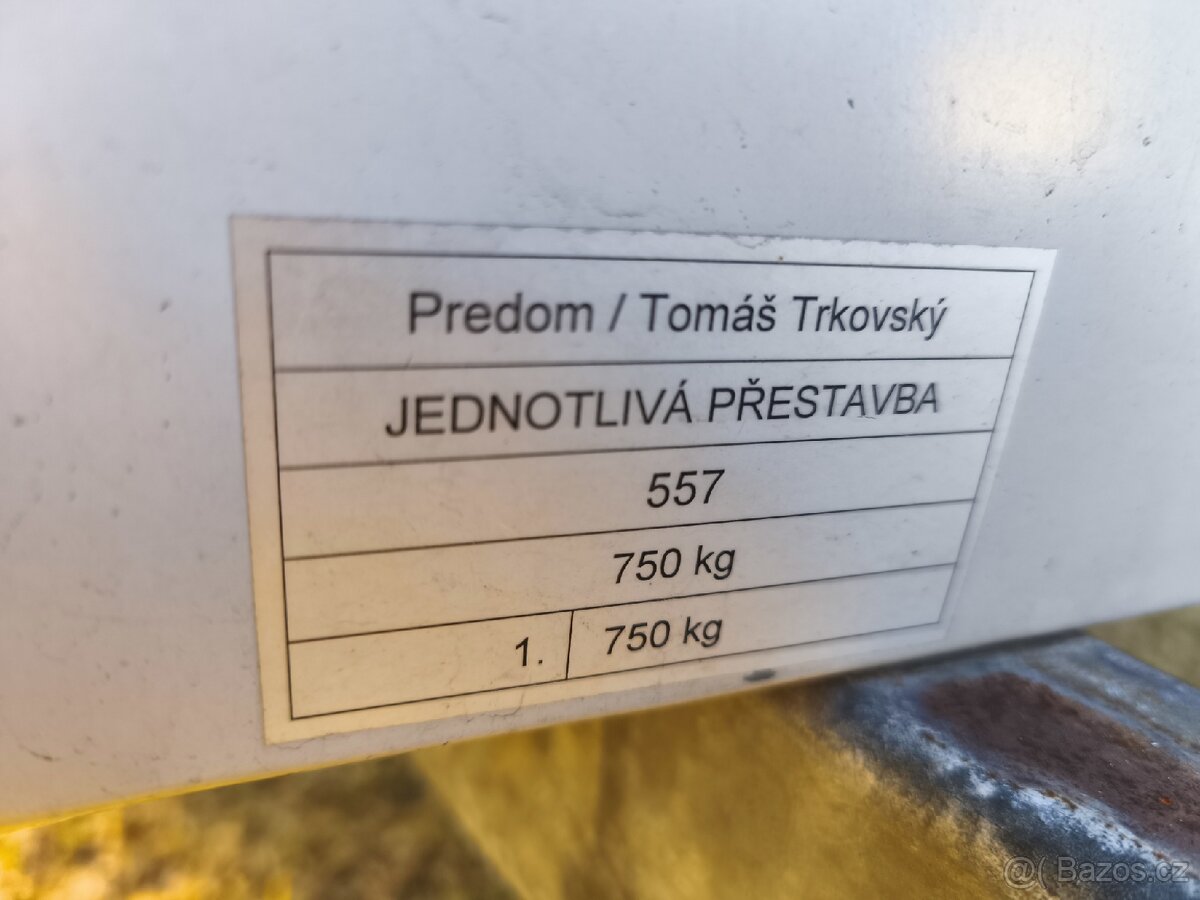 Predom / Tomáš Trkovský
JEDNOTLIVÁ PŘESTAVBA
557
750 kg
1. 750 kg
@( Bazos.cz